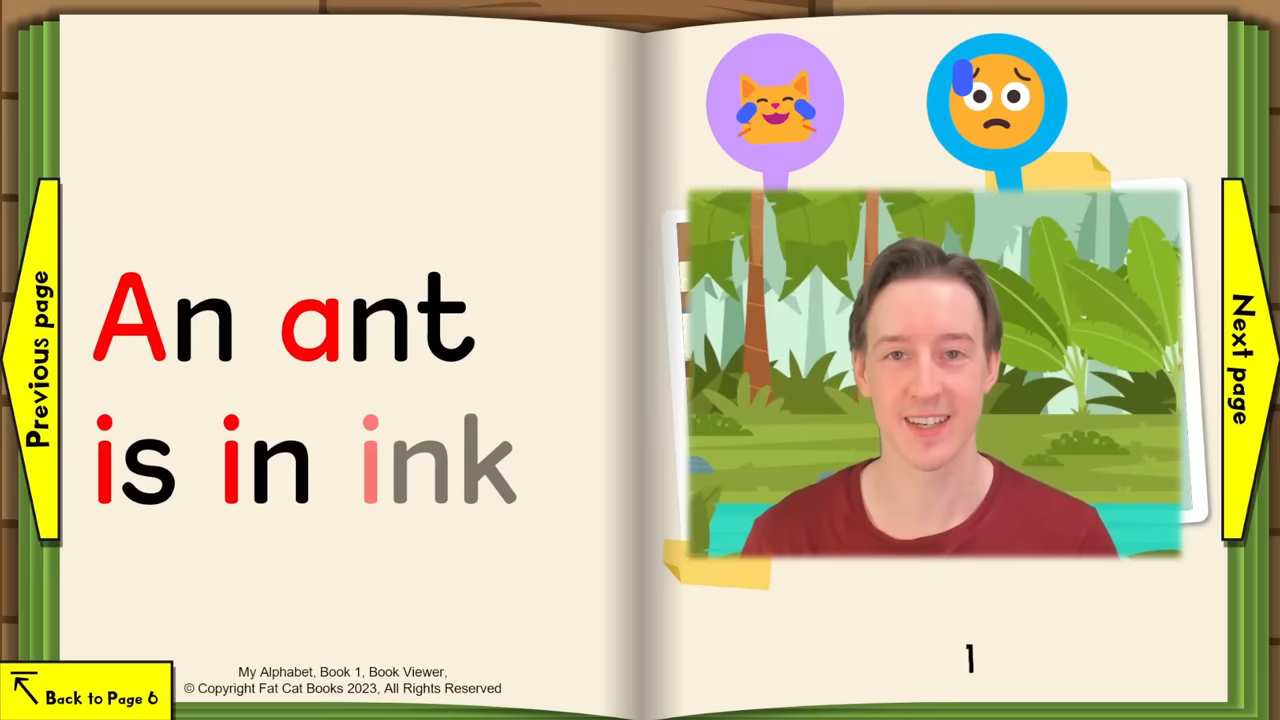 Previous page
An ant
is in ink
Next page
1
Back to Page 6
My Alphabet, Book 1, Book Viewer,
© Copyright Fat Cat Books 2023, All Rights Reserved